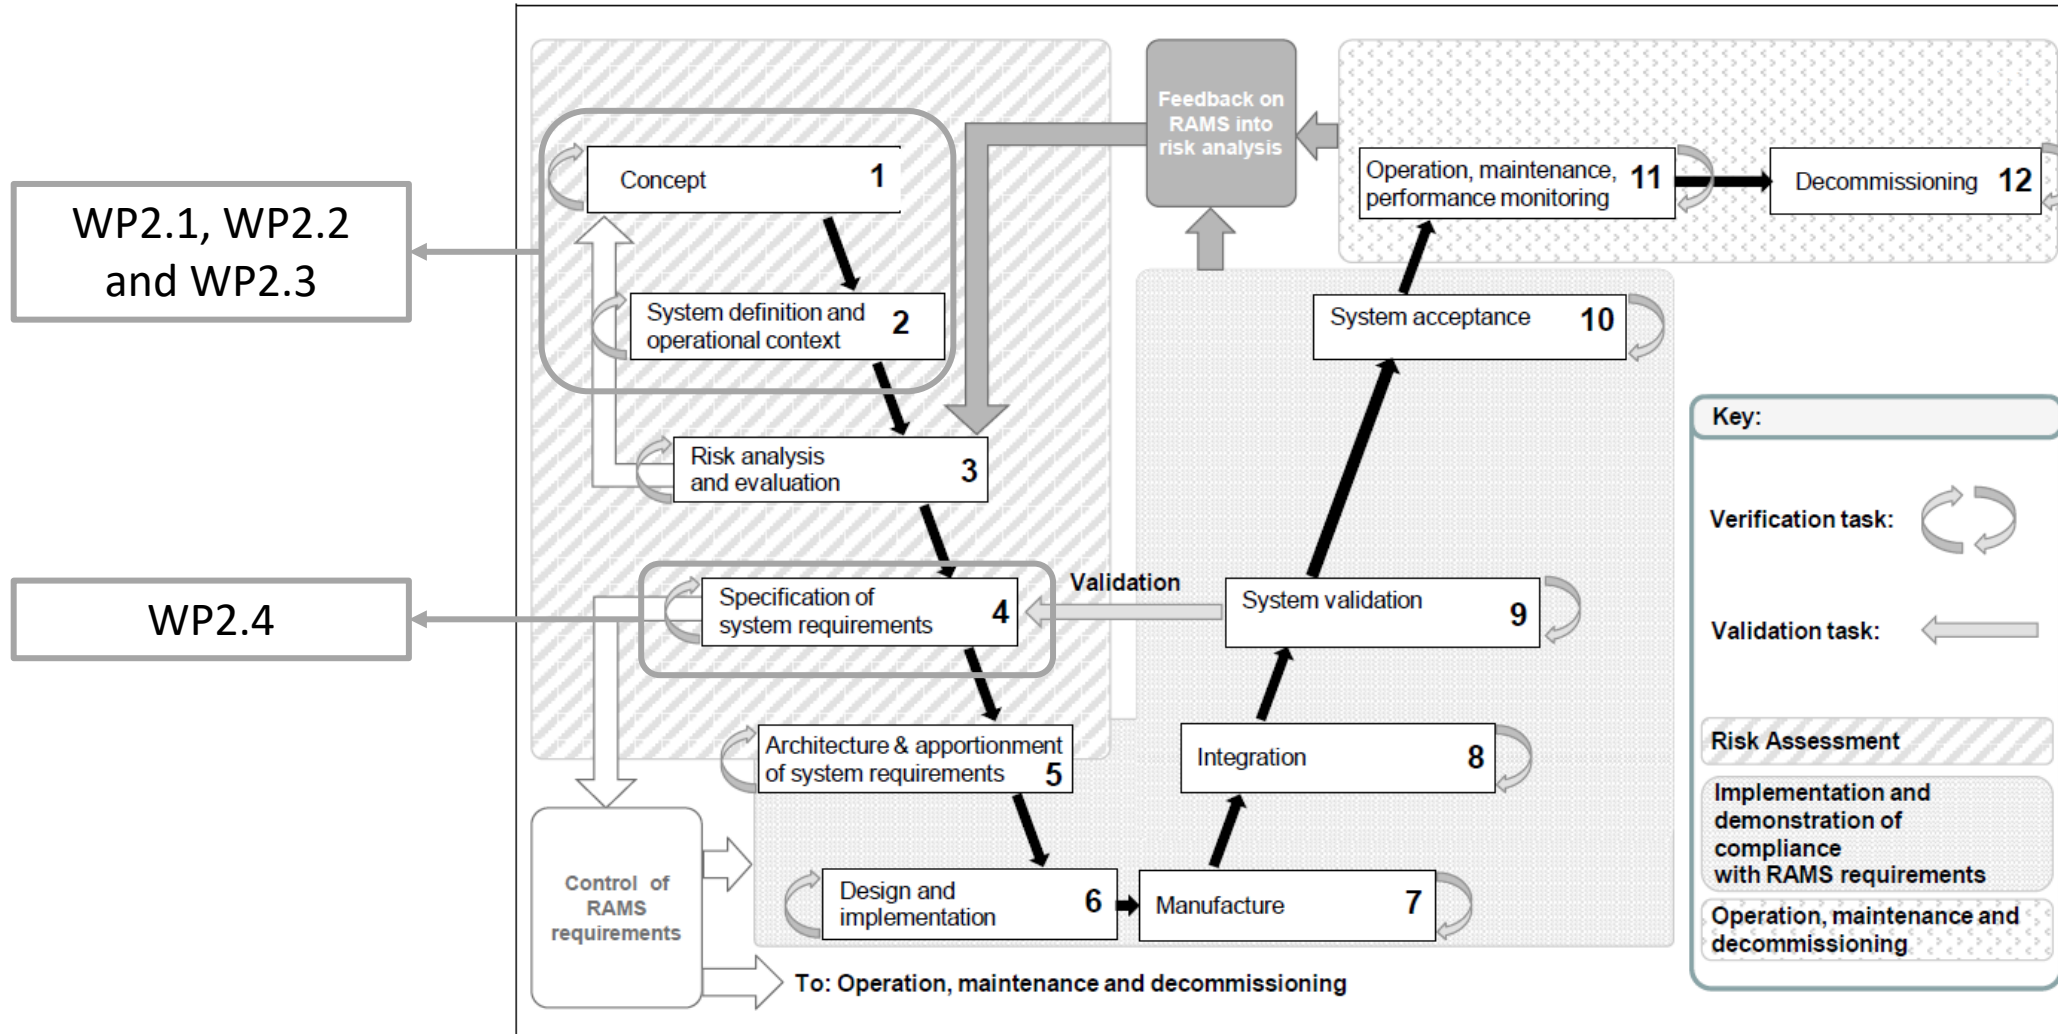 WP2.1, WP2.2
and WP2.3
WP2.4
Concept 1
System definition and
operational context 2
Risk analysis
and evaluation 3
Specification of
system requirements 4
Architecture & apportionment
of system requirements 5
Design and
implementation 6
Manufacture 7
Integration 8
System validation 9
Validation
System acceptance 10
Operation, maintenance,
performance monitoring 11
Decommissioning 12
Feedback on
RAMS into
risk analysis
Control of
RAMS
requirements
To: Operation, maintenance and decommissioning
Key:
Verification task:
Validation task:
Risk Assessment
Implementation and
demonstration of
compliance
with RAMS requirements
Operation, maintenance and
decommissioning